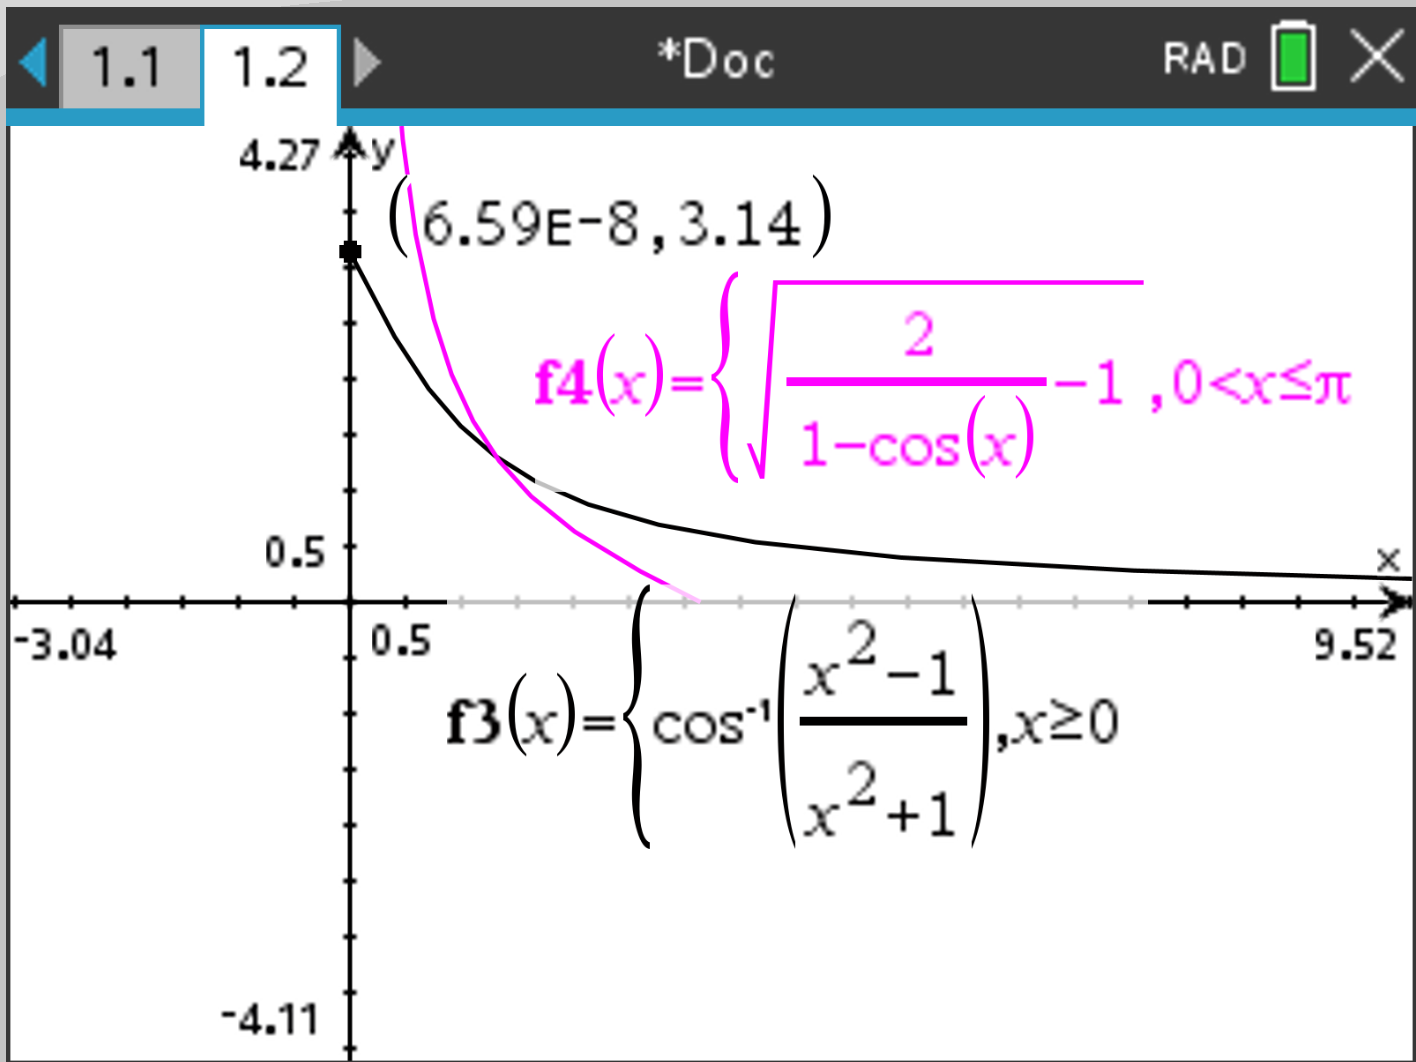 1.1 1.2 *Doc RAD
4.27 y
(6.59E-8,3.14)
f4(x)={√(2/(1-cos(x))-1) ,0<x≤π
0.5 x
-3.04 0.5 9.52
f3(x)={cos⁻¹((x²-1)/(x²+1)),x≥0
-4.11